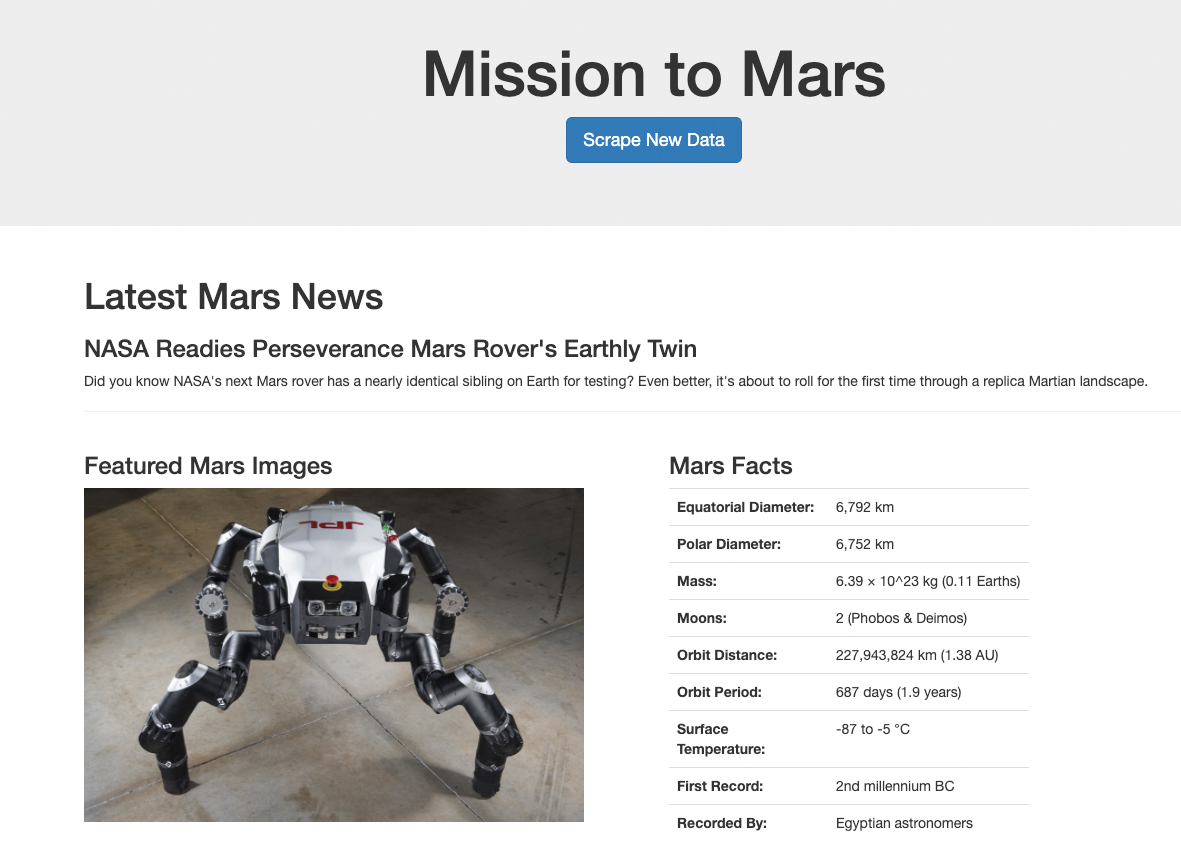 Mission to Mars
Scrape New Data
Latest Mars News
NASA Readies Perseverance Mars Rover's Earthly Twin
Did you know NASA's next Mars rover has a nearly identical sibling on Earth for testing? Even better, it's about to roll for the first time through a replica Martian landscape.
Featured Mars Images
JPL
Mars Facts
Equatorial Diameter: 6,792 km
Polar Diameter: 6,752 km
Mass: 6.39 × 10^23 kg (0.11 Earths)
Moons: 2 (Phobos & Deimos)
Orbit Distance: 227,943,824 km (1.38 AU)
Orbit Period: 687 days (1.9 years)
Surface -87 to -5 °C
Temperature:
First Record: 2nd millennium BC
Recorded By: Egyptian astronomers